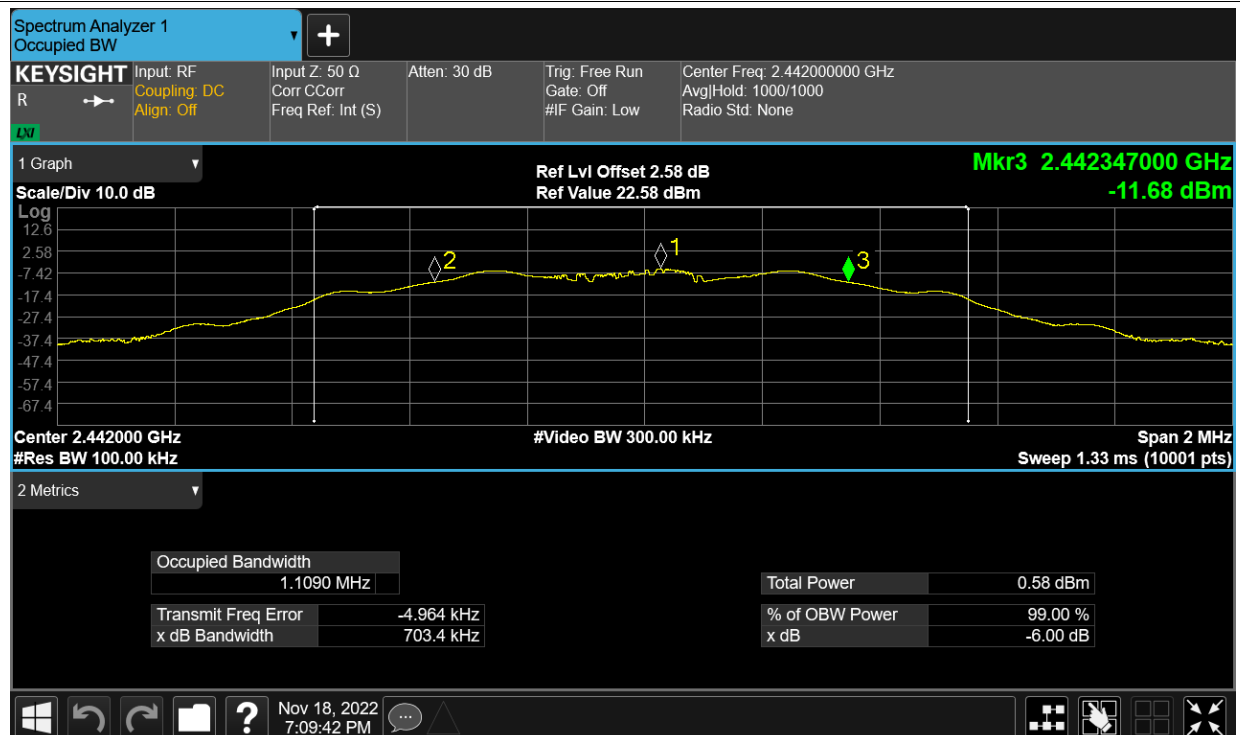 Spectrum Analyzer 1
Occupied BW
KEYSIGHT
R
LXI
Input: RF
Coupling: DC
Align: Off
Input Z: 50 Ω
Corr CCorr
Freq Ref: Int (S)
Atten: 30 dB
Trig: Free Run
Gate: Off
#IF Gain: Low
Center Freq: 2.442000000 GHz
Avg|Hold: 1000/1000
Radio Std: None
1 Graph
Scale/Div 10.0 dB
Ref Lvl Offset 2.58 dB
Ref Value 22.58 dBm
Mkr3 2.442347000 GHz
-11.68 dBm
Log
12.6
2.58
-7.42
-17.4
-27.4
-37.4
-47.4
-57.4
-67.4
2
1
3
Center 2.442000 GHz
#Res BW 100.00 kHz
#Video BW 300.00 kHz
Span 2 MHz
Sweep 1.33 ms (10001 pts)
2 Metrics
Occupied Bandwidth
1.1090 MHz
Transmit Freq Error -4.964 kHz
x dB Bandwidth 703.4 kHz
Total Power 0.58 dBm
% of OBW Power 99.00 %
x dB -6.00 dB
?
Nov 18, 2022
7:09:42 PM